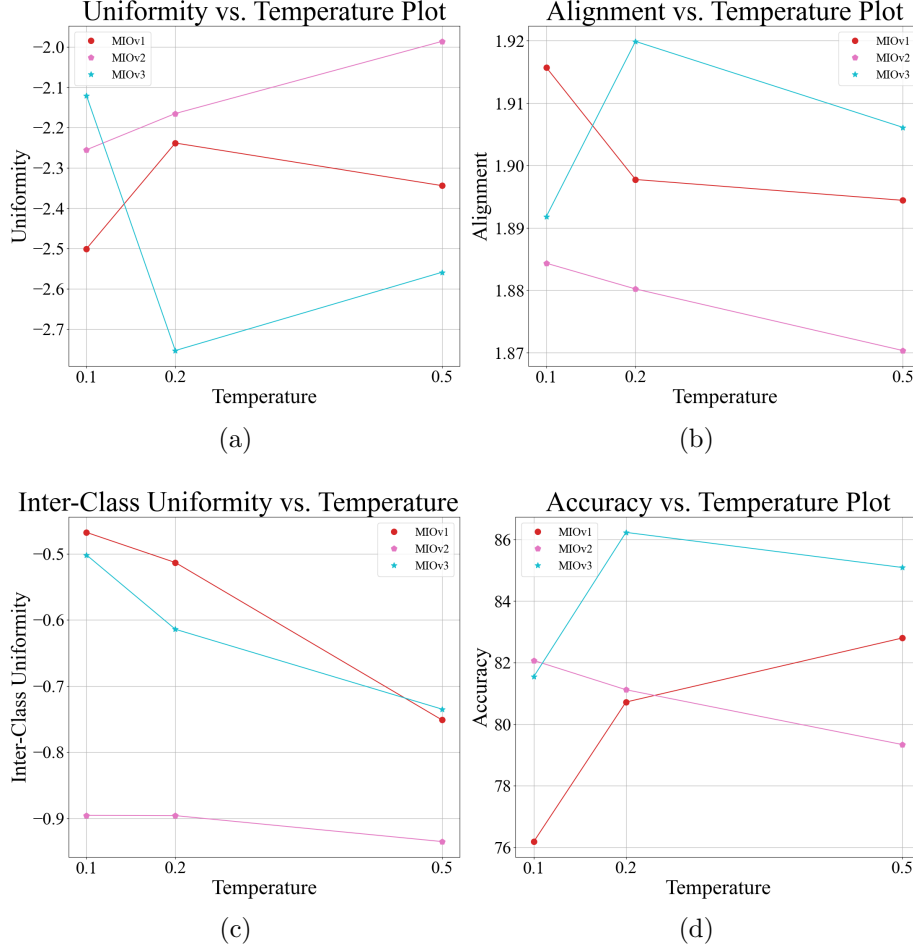 Uniformity vs. Temperature Plot
MIOv1
MIOv2
MIOv3
−2.0
−2.1
−2.2
−2.3
−2.4
−2.5
−2.6
−2.7
Uniformity
0.1
0.2
0.5
Temperature
(a)
Alignment vs. Temperature Plot
MIOv1
MIOv2
MIOv3
1.92
1.91
1.90
1.89
1.88
1.87
Alignment
0.1
0.2
0.5
Temperature
(b)
Inter-Class Uniformity vs. Temperature
MIOv1
MIOv2
MIOv3
−0.5
−0.6
−0.7
−0.8
−0.9
Inter-Class Uniformity
0.1
0.2
0.5
Temperature
(c)
Accuracy vs. Temperature Plot
MIOv1
MIOv2
MIOv3
86
84
82
80
78
76
Accuracy
0.1
0.2
0.5
Temperature
(d)